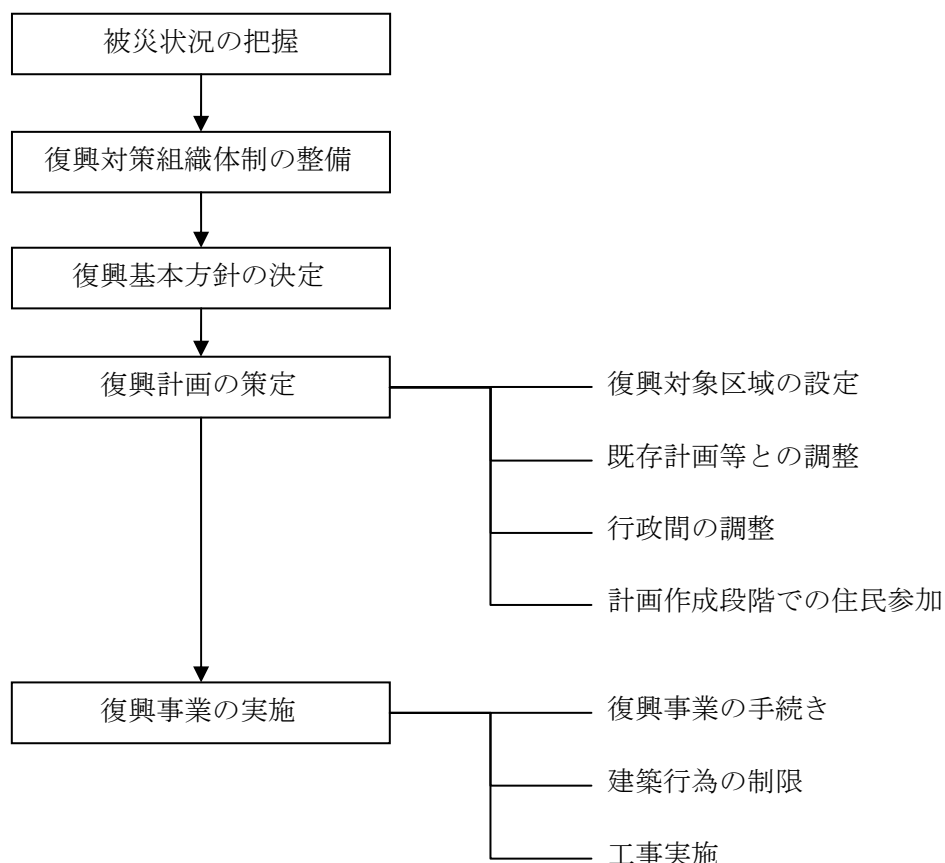 被災状況の把握
復興対策組織体制の整備
復興基本方針の決定
復興計画の策定
復興対象区域の設定
既存計画等との調整
行政間の調整
計画作成段階での住民参加
復興事業の実施
復興事業の手続き
建築行為の制限
工事実施